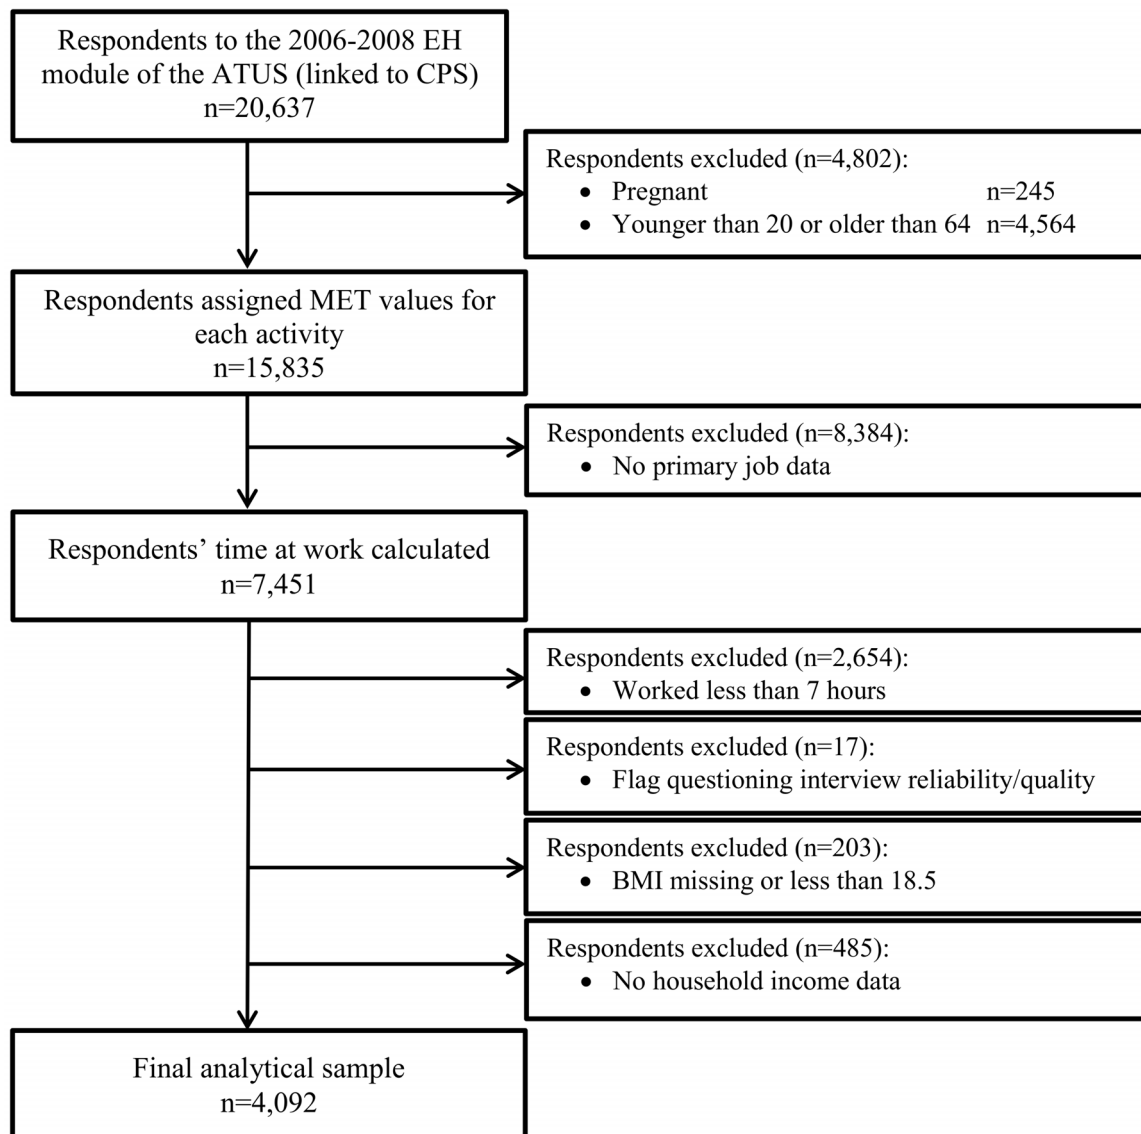 Respondents to the 2006-2008 EH
module of the ATUS (linked to CPS)
n=20,637
Respondents excluded (n=4,802):
• Pregnant n=245
• Younger than 20 or older than 64 n=4,564
Respondents assigned MET values for
each activity
n=15,835
Respondents excluded (n=8,384):
• No primary job data
Respondents’ time at work calculated
n=7,451
Respondents excluded (n=2,654):
• Worked less than 7 hours
Respondents excluded (n=17):
• Flag questioning interview reliability/quality
Respondents excluded (n=203):
• BMI missing or less than 18.5
Respondents excluded (n=485):
• No household income data
Final analytical sample
n=4,092